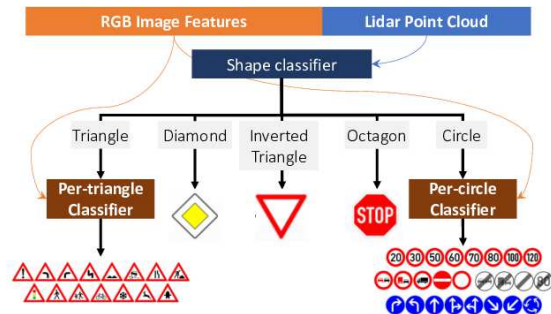 RGB Image Features
Lidar Point Cloud
Shape classifier
Triangle
Diamond
Inverted
Triangle
Octagon
Circle
Per-triangle
Classifier
STOP
Per-circle
Classifier
20 30 50 60 70 80 100 120
80